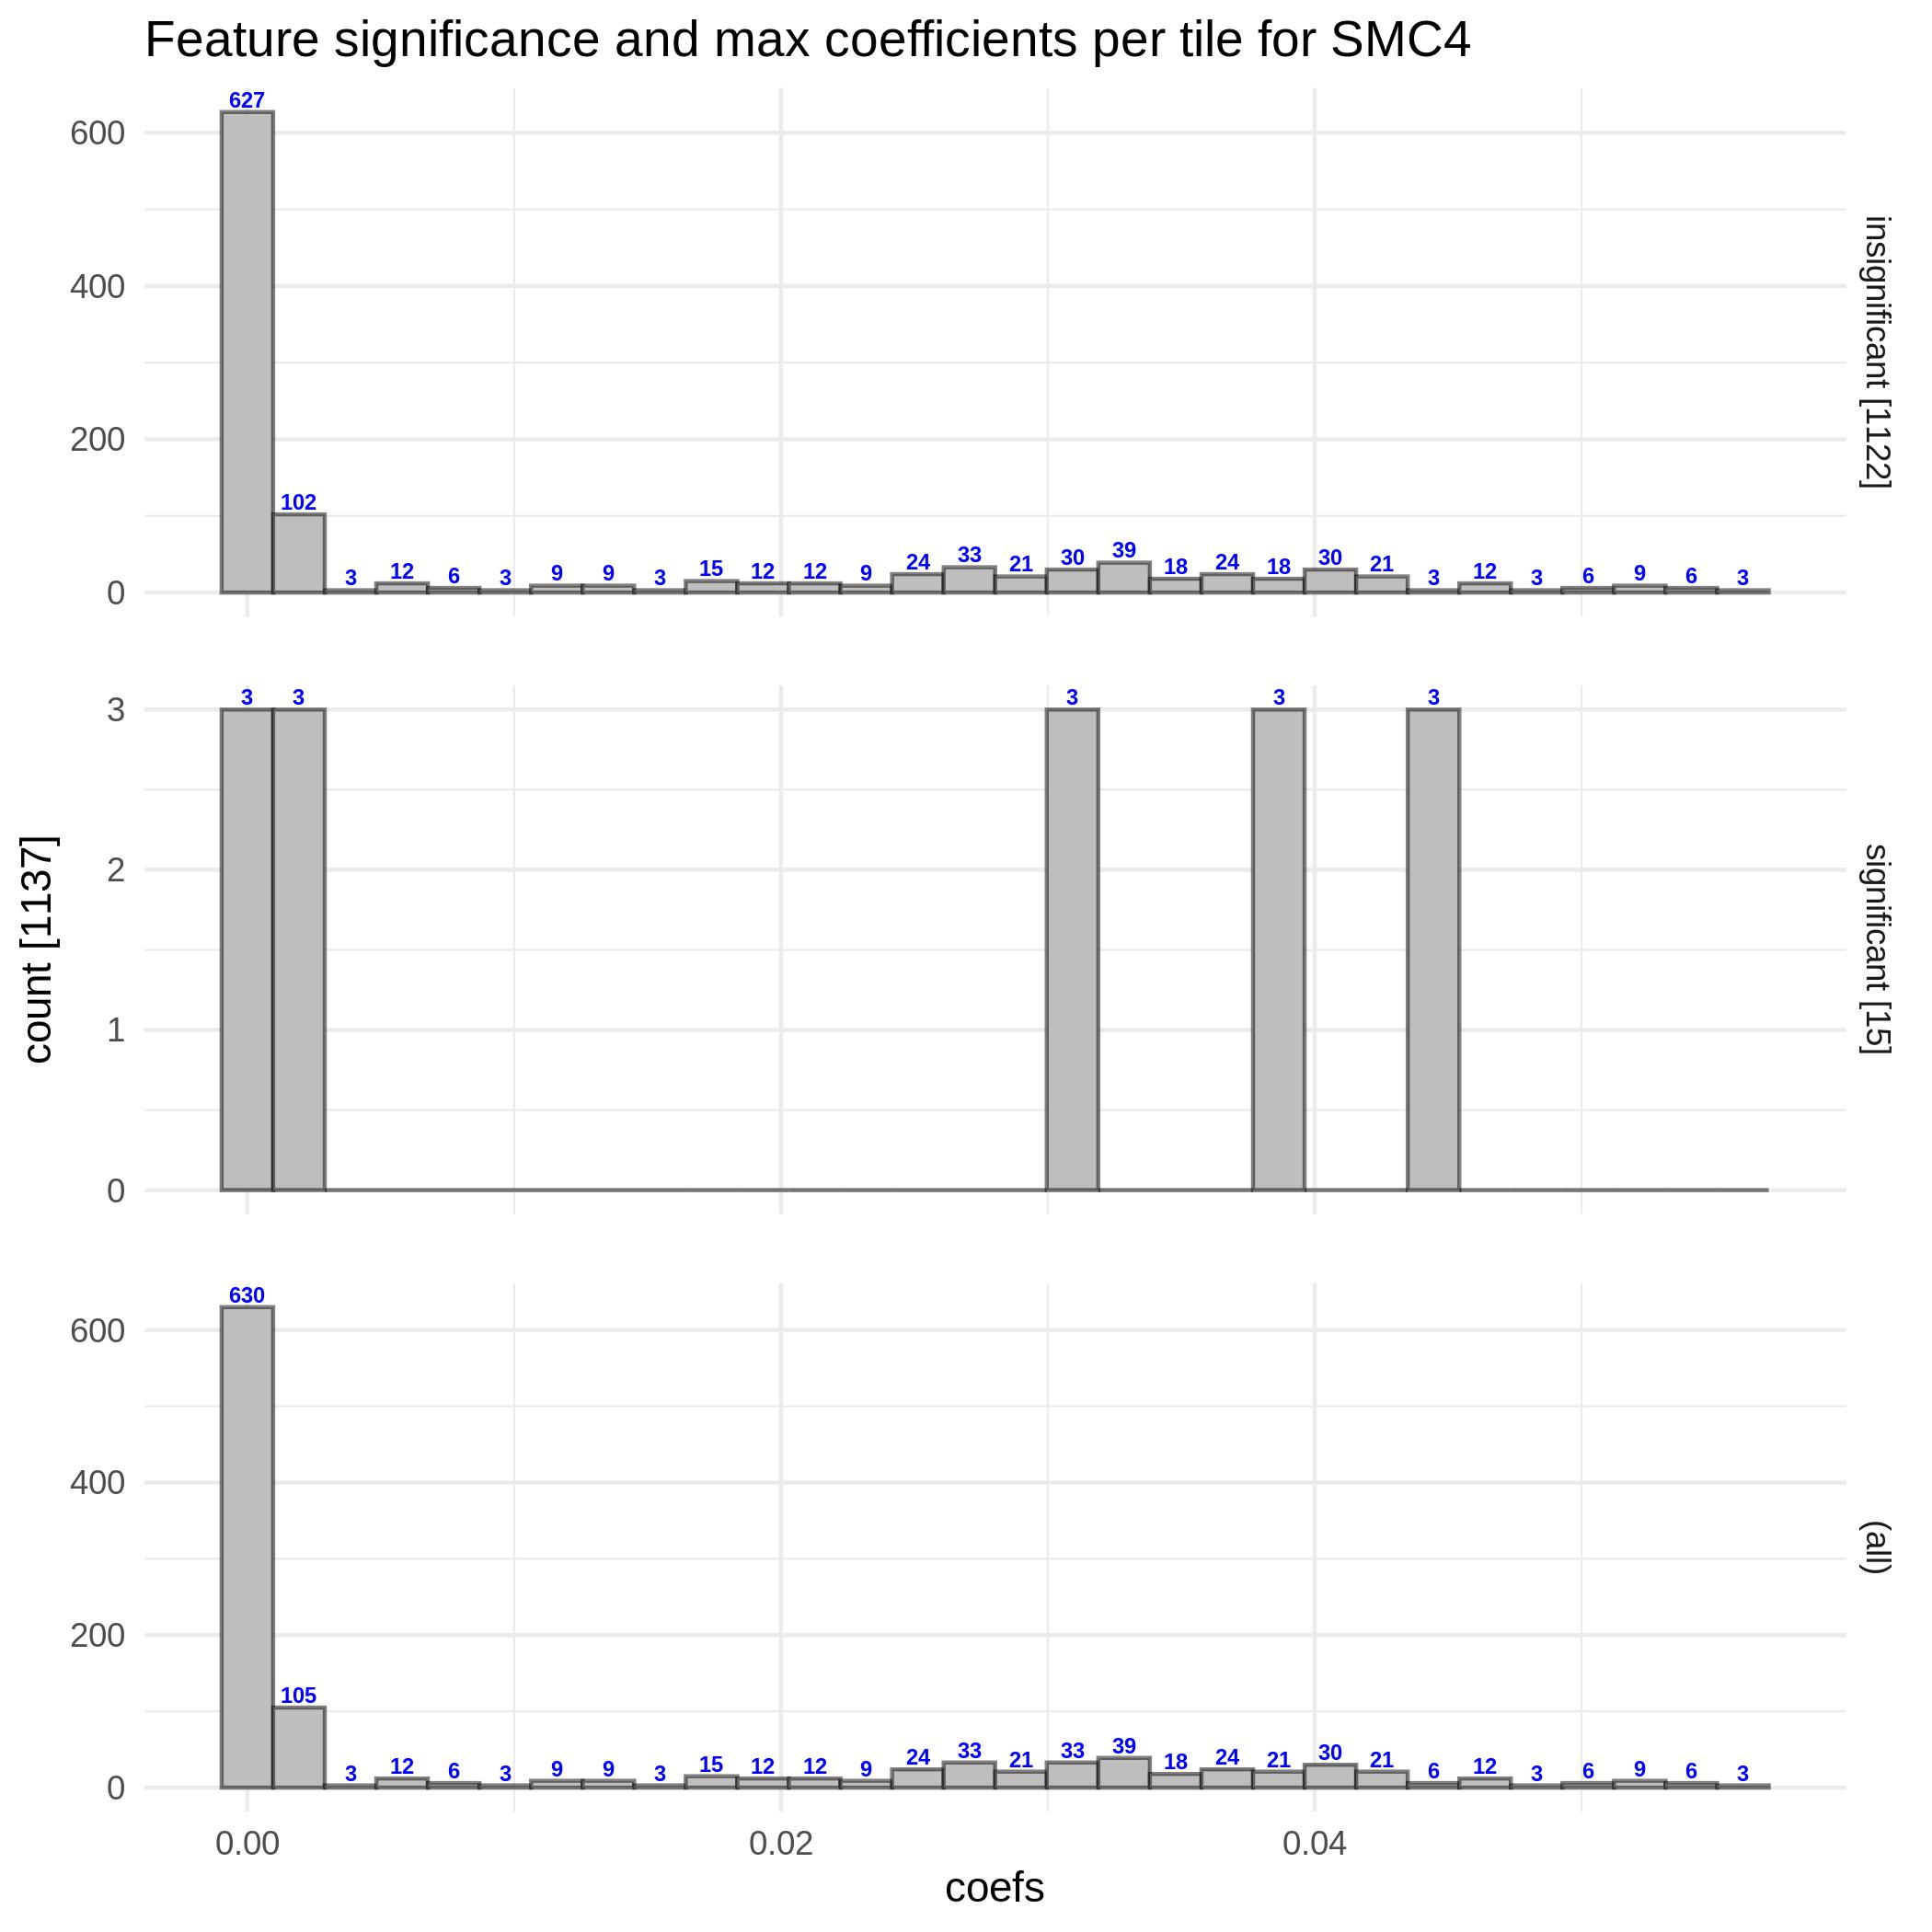 Feature significance and max coefficients per tile for SMC4
627
600
400
200
102
3 12 6 3 9 9 3 15 12 12 9 24 33 21 30 39 18 24 18 30 21 3 12 3 6 9 6 3
0
insignificant [1122]
3 3 3 3 3
3
2
1
0
significant [15]
count [1137]
630
600
400
200
105
3 12 6 3 9 9 3 15 12 12 9 24 33 21 33 39 18 24 21 30 21 6 12 3 6 9 6 3
0
(all)
0.00 0.02 0.04
coefs